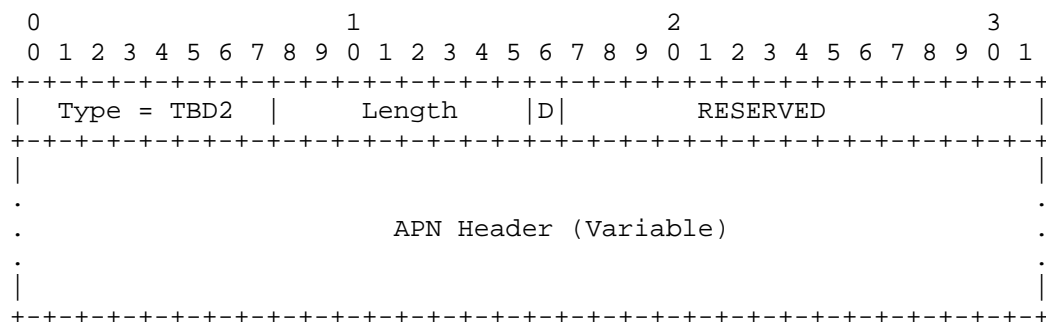 0                   1                   2                   3
 0 1 2 3 4 5 6 7 8 9 0 1 2 3 4 5 6 7 8 9 0 1 2 3 4 5 6 7 8 9 0 1
+-+-+-+-+-+-+-+-+-+-+-+-+-+-+-+-+-+-+-+-+-+-+-+-+-+-+-+-+-+-+-+-+
|  Type = TBD2  |     Length    |D|        RESERVED             |
+-+-+-+-+-+-+-+-+-+-+-+-+-+-+-+-+-+-+-+-+-+-+-+-+-+-+-+-+-+-+-+-+
|                                                               |
.                                                               .
.                       APN Header (Variable)                   .
.                                                               .
|                                                               |
+-+-+-+-+-+-+-+-+-+-+-+-+-+-+-+-+-+-+-+-+-+-+-+-+-+-+-+-+-+-+-+-+